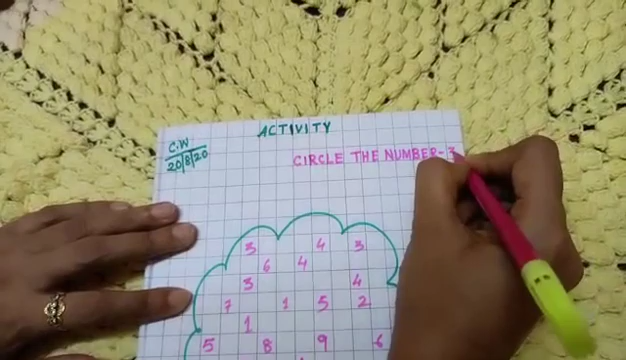 ACTIVITY
C.W
20/8/20
CIRCLE THE NUMBER-3
3 4 3
6 4
3 4
7 1 5 2
1
5 8 9 6